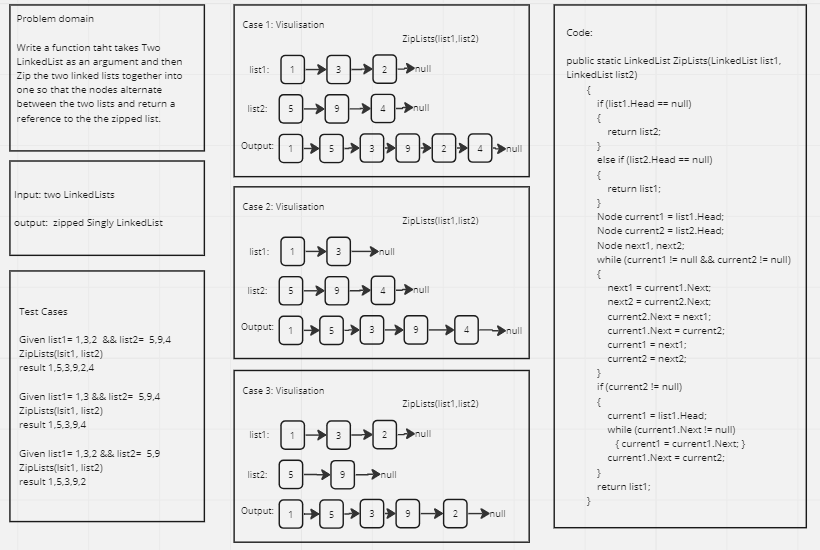 Problem domain
Write a function taht takes Two
LinkedList as an argument and then
Zip the two linked lists together into
one so that the nodes alternate
between the two lists and return a
reference to the the zipped list.
Input: two LinkedLists
output:  zipped Singly LinkedList
Test Cases
Given list1= 1,3,2  && list2=  5,9,4
ZipLists(lsit1, list2)
result 1,5,3,9,2,4
Given list1= 1,3 && list2=  5,9,4
ZipLists(lsit1, list2)
result 1,5,3,9,4
Given list1= 1,3,2 && list2=  5,9
ZipLists(lsit1, list2)
result 1,5,3,9,2
Case 1: Visulisation
ZipLists(list1,list2)
list1: 1 3 2 null
list2: 5 9 4 null
Output: 1 5 3 9 2 4 null
Case 2: Visulisation
ZipLists(list1,list2)
list1: 1 3 null
list2: 5 9 4 null
Output: 1 5 3 9 4 null
Case 3: Visulisation
ZipLists(list1,list2)
list1: 1 3 2 null
list2: 5 9 null
Output: 1 5 3 9 2 null
Code:
public static LinkedList ZipLists(LinkedList list1,
LinkedList list2)
{
if (list1.Head == null)
{
return list2;
}
else if (list2.Head == null)
{
return list1;
}
Node current1 = list1.Head;
Node current2 = list2.Head;
Node next1, next2;
while (current1 != null && current2 != null)
{
next1 = current1.Next;
next2 = current2.Next;
current2.Next = next1;
current1.Next = current2;
current1 = next1;
current2 = next2;
}
if (current2 != null)
{
current1 = list1.Head;
while (current1.Next != null)
{ current1 = current1.Next; }
current1.Next = current2;
}
return list1;
}